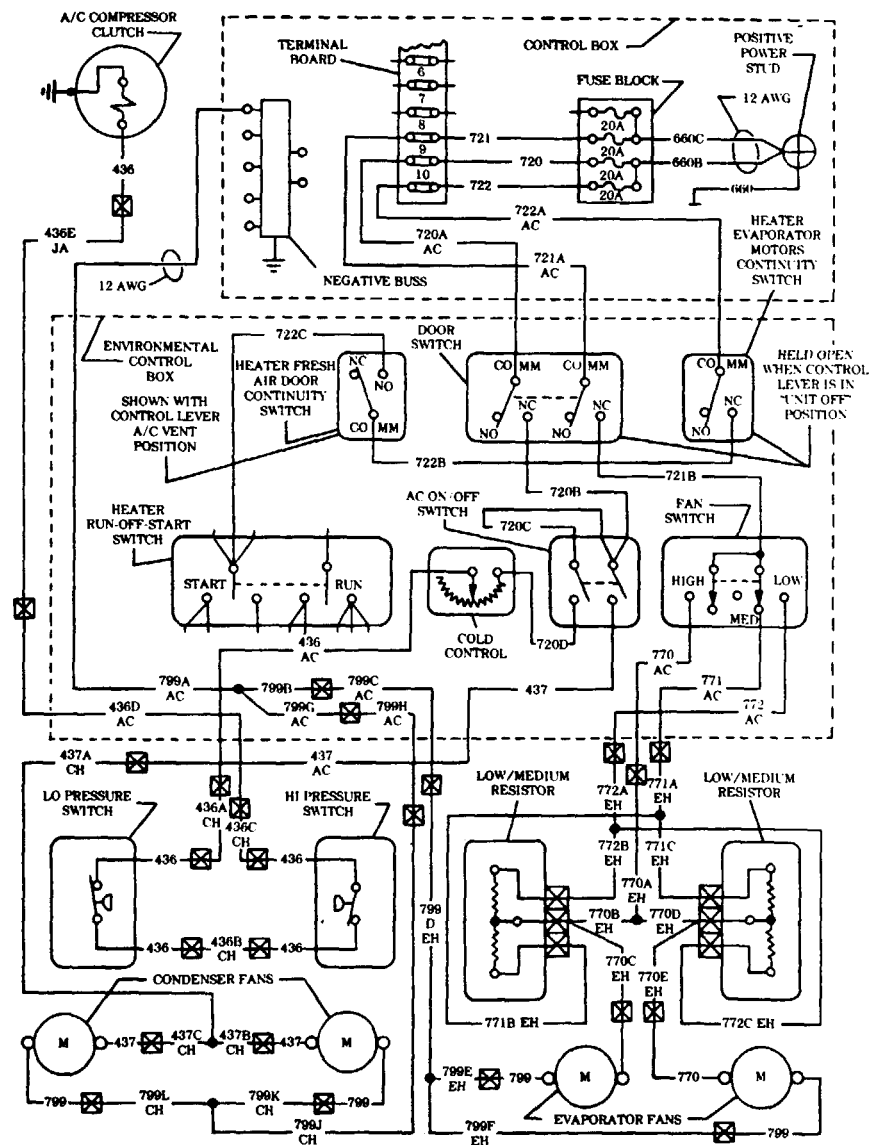 A/C COMPRESSOR
CLUTCH
TERMINAL
BOARD
CONTROL BOX
POSITIVE
POWER
STUD
FUSE BLOCK
12 AWG
6
7
8
9
10
721
720
722
20A
20A
20A
20A
660C
660B
660
436
436E
JA
12 AWG
NEGATIVE BUSS
720A
AC
721A
AC
722A
AC
HEATER
EVAPORATOR
MOTORS
CONTINUITY
SWITCH
ENVIRONMENTAL
CONTROL
BOX
722C
DOOR
SWITCH
HEATER FRESH
AIR DOOR
CONTINUITY
SWITCH
SHOWN WITH
CONTROL LEVER
A/C VENT
POSITION
NC
NO
CO MM
CO MM
CO MM
NC
NC
NO
NO
CO MM
NC
NO
HELD OPEN
WHEN CONTROL
LEVER IS IN
"UNIT OFF"
POSITION
722B
721B
720B
HEATER
RUN-OFF-START
SWITCH
AC ON/OFF
SWITCH
720C
FAN
SWITCH
START
RUN
COLD
CONTROL
720D
HIGH
MED
LOW
436
AC
770
AC
771
AC
772
AC
799A
AC
799B
799C
AC
437
436D
AC
799G
AC
799H
AC
437A
CH
437
AC
LO PRESSURE
SWITCH
HI PRESSURE
SWITCH
436A
CH
436C
CH
772A
EH
771A
EH
LOW/MEDIUM
RESISTOR
LOW/MEDIUM
RESISTOR
772B
EH
771C
EH
436
436
770A
EH
799
D
EH
770B
EH
770D
EH
436
436B
CH
436
770C
EH
770E
EH
771B EH
772C EH
CONDENSER FANS
M
437
437C
CH
437B
CH
437
M
799
799L
CH
799K
CH
799
799J
CH
799E
EH
799
M
770
M
EVAPORATOR FANS
799F
EH
799